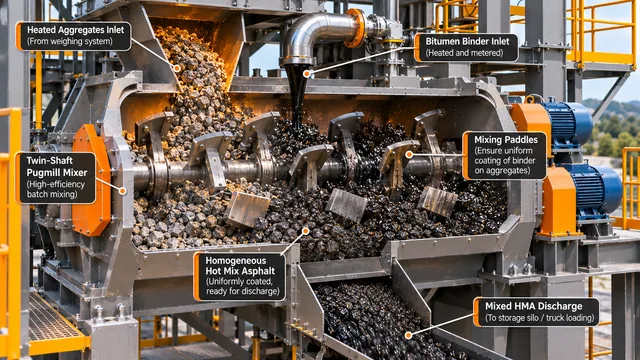 Heated Aggregates Inlet
(From weighing system)
Bitumen Binder Inlet
(Heated and metered)
Twin-Shaft
Pugmill Mixer
(High-efficiency
batch mixing)
Mixing Paddles
(Ensure uniform
coating of binder
on aggregates)
Homogeneous
Hot Mix Asphalt
(Uniformly coated,
ready for discharge)
Mixed HMA Discharge
(To storage silo / truck loading)